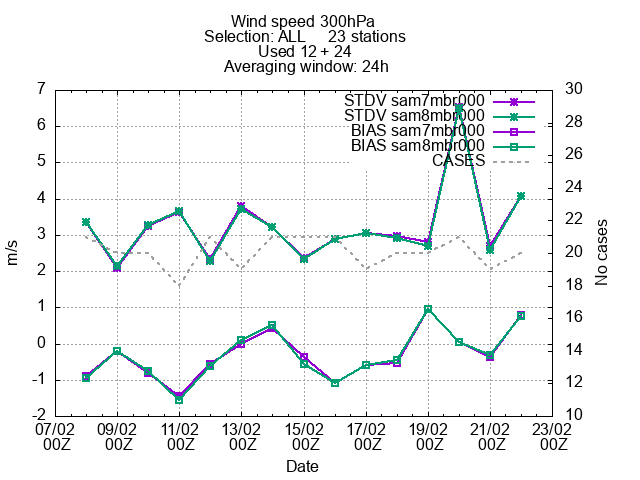 Wind speed 300hPa
Selection: ALL 23 stations
Used 12 + 24
Averaging window: 24h
STDV sam7mbr000
STDV sam8mbr000
BIAS sam7mbr000
BIAS sam8mbr000
CASES
7
6
5
4
3
2
1
0
-1
-2
m/s
30
28
26
24
22
20
18
16
14
12
10
No cases
07/02 09/02 11/02 13/02 15/02 17/02 19/02 21/02 23/02
00Z 00Z 00Z 00Z 00Z 00Z 00Z 00Z 00Z
Date